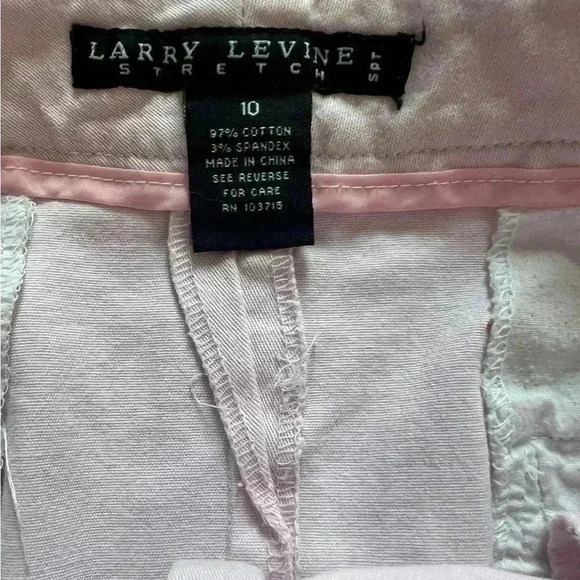 LARRY LEVINE
STRETCH
SPT
10
97% COTTON
3% SPANDEX
MADE IN CHINA
SEE REVERSE
FOR CARE
RN 103715